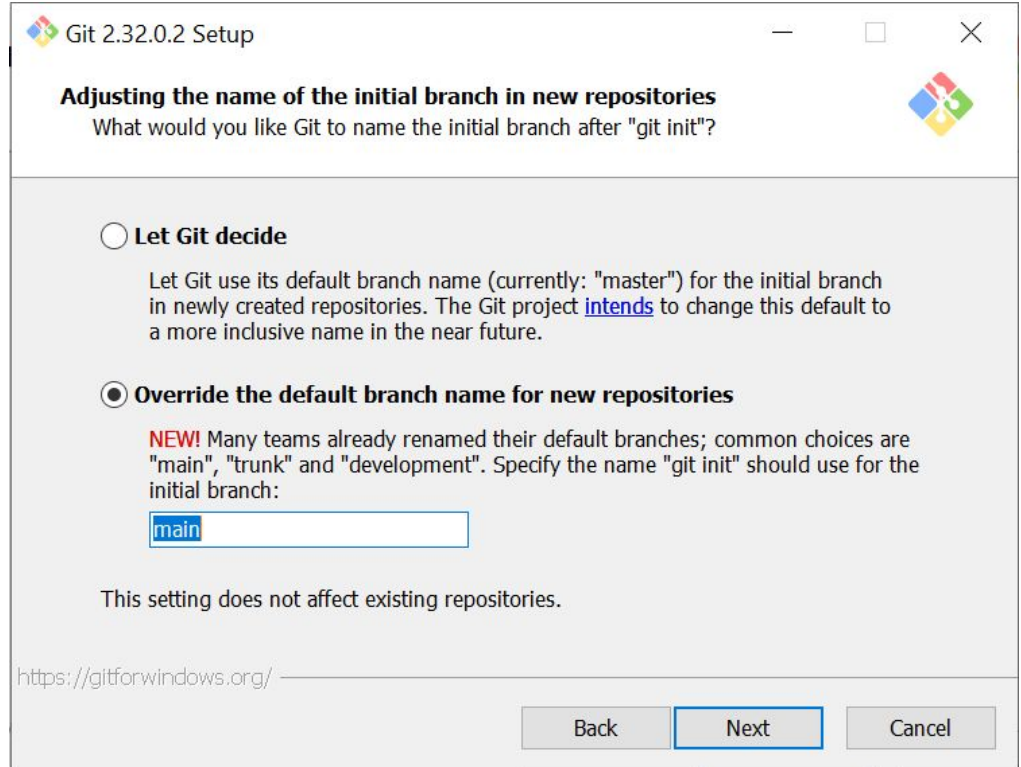 Git 2.32.0.2 Setup
Adjusting the name of the initial branch in new repositories
What would you like Git to name the initial branch after "git init"?
Let Git decide
Let Git use its default branch name (currently: "master") for the initial branch
in newly created repositories. The Git project intends to change this default to
a more inclusive name in the near future.
Override the default branch name for new repositories
NEW! Many teams already renamed their default branches; common choices are
"main", "trunk" and "development". Specify the name "git init" should use for the
initial branch:
main
This setting does not affect existing repositories.
https://gitforwindows.org/
Back Next Cancel